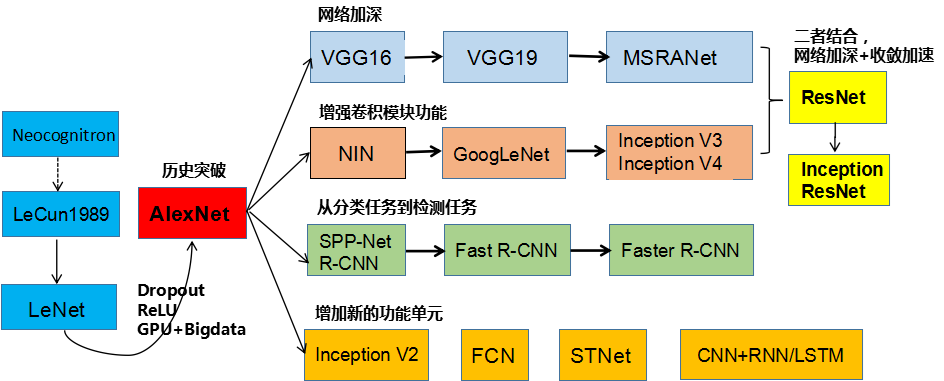 Neocognitron
LeCun1989
LeNet
历史突破
AlexNet
Dropout
ReLU
GPU+Bigdata
网络加深
VGG16
VGG19
MSRANet
增强卷积模块功能
NIN
GoogLeNet
Inception V3
Inception V4
二者结合，
网络加深+收敛加速
ResNet
Inception
ResNet
从分类任务到检测任务
SPP-Net
R-CNN
Fast R-CNN
Faster R-CNN
增加新的功能单元
Inception V2
FCN
STNet
CNN+RNN/LSTM